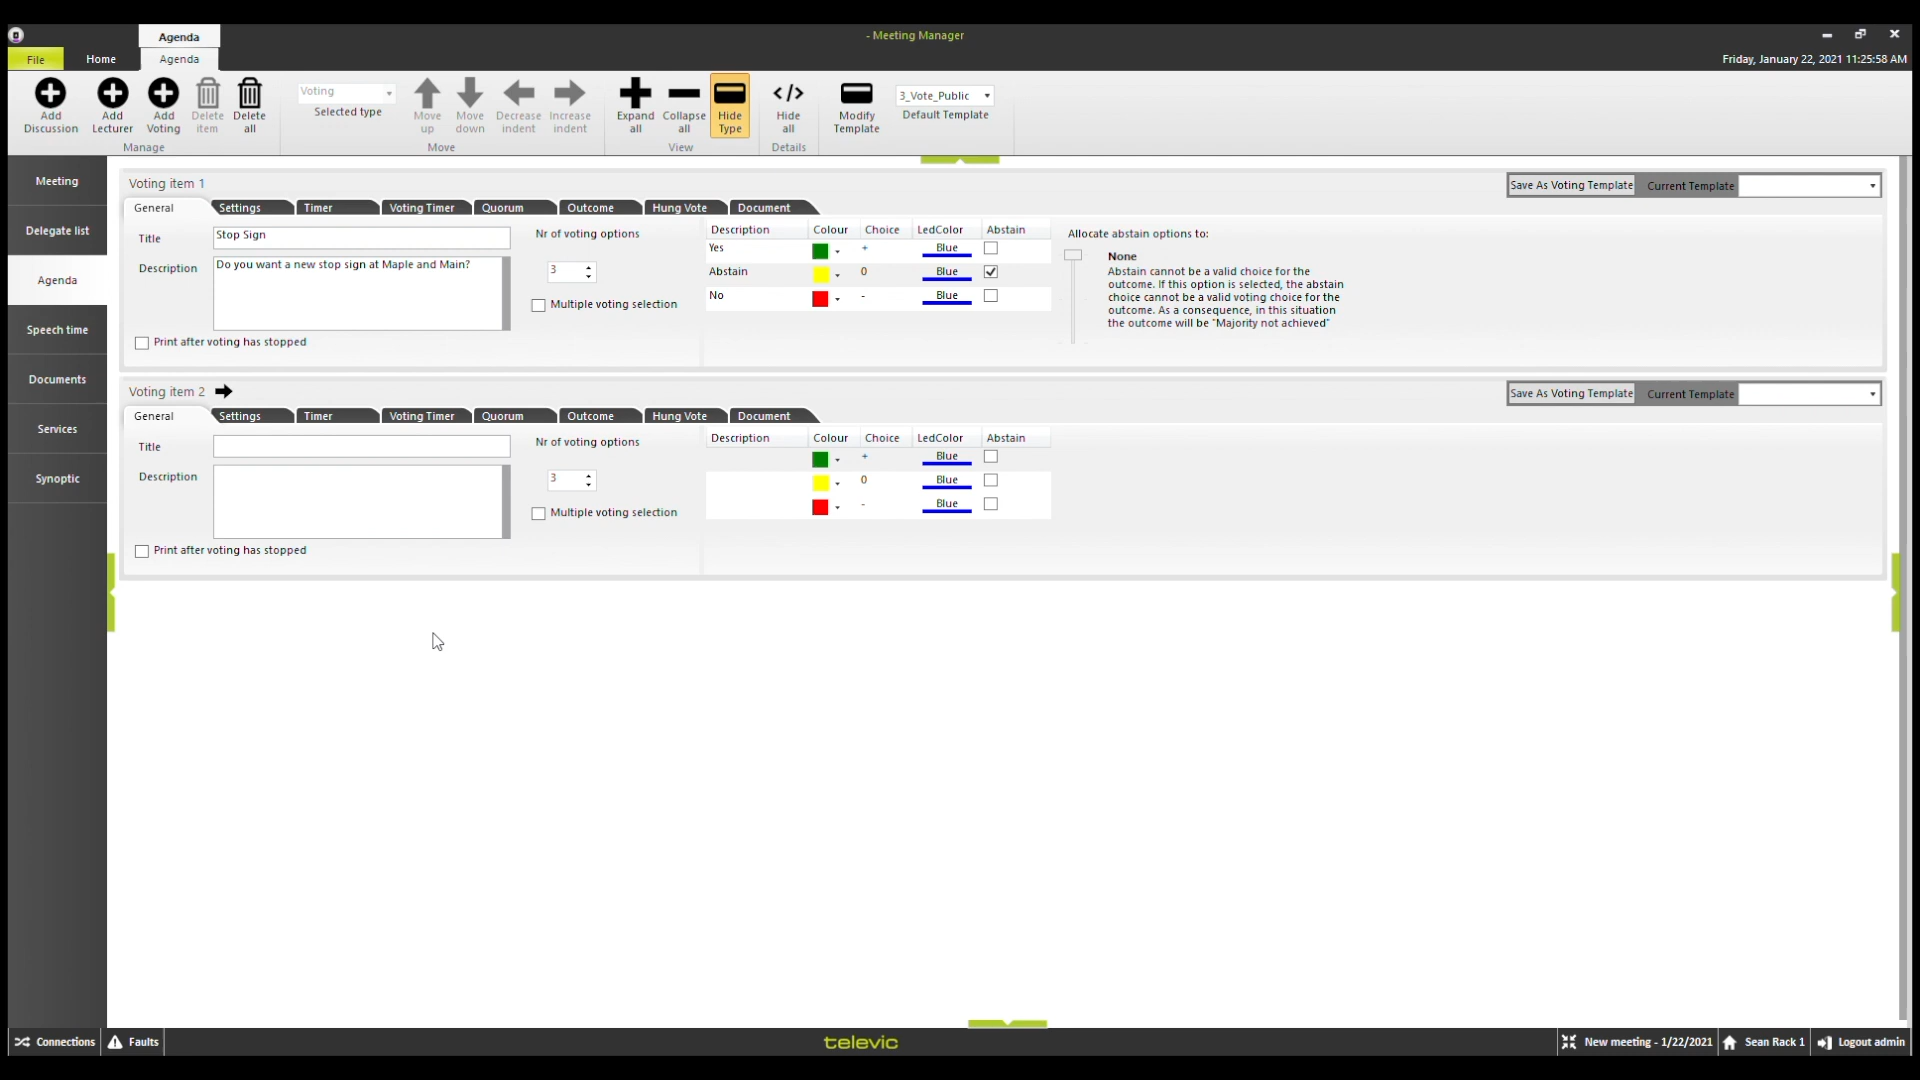 Agenda
- Meeting Manager
File
Home
Agenda
Friday, January 22, 2021 11:25:58 AM
Add Discussion
Add Lecturer
Add Voting
Delete item
Delete all
Manage
Voting
Selected type
Move up
Move down
Decrease indent
Increase indent
Move
Expand all
Collapse all
Hide Type
View
Hide all
Details
Modify Template
3_Vote_Public
Default Template
Meeting
Delegate list
Agenda
Speech time
Documents
Services
Synoptic
Voting item 1
Save As Voting Template
Current Template
General
Settings
Timer
Voting Timer
Quorum
Outcome
Hung Vote
Document
Title
Stop Sign
Description
Do you want a new stop sign at Maple and Main?
Print after voting has stopped
Nr of voting options
3
Multiple voting selection
Description Colour Choice LedColor Abstain
Yes + Blue
Abstain 0 Blue
No - Blue
Allocate abstain options to:
None
Abstain cannot be a valid choice for the
outcome. If this option is selected, the abstain
choice cannot be a valid voting choice for the
outcome. As a consequence, in this situation
the outcome will be "Majority not achieved"
Voting item 2
Save As Voting Template
Current Template
General
Settings
Timer
Voting Timer
Quorum
Outcome
Hung Vote
Document
Title
Description
Print after voting has stopped
Nr of voting options
3
Multiple voting selection
Description Colour Choice LedColor Abstain
+ Blue
0 Blue
- Blue
Connections
Faults
televic
New meeting - 1/22/2021
Sean Rack 1
Logout admin